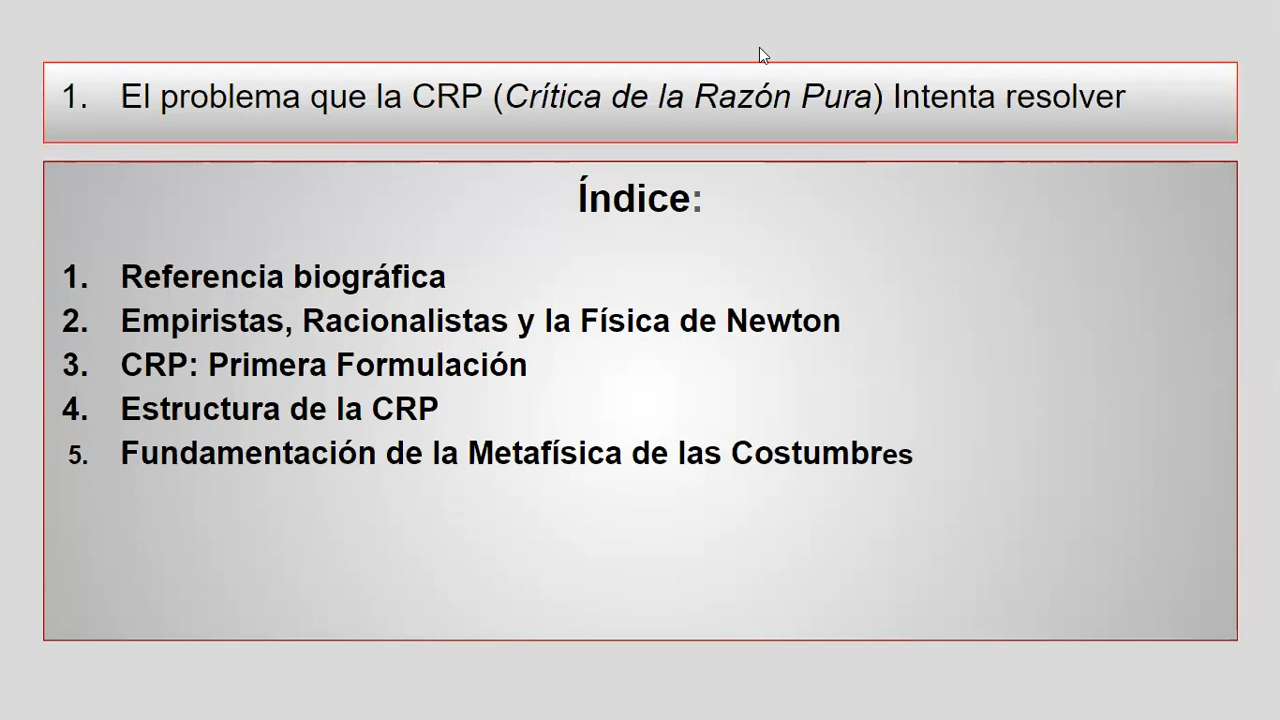 1. El problema que la CRP (Crítica de la Razón Pura) Intenta resolver
Índice:
1. Referencia biográfica
2. Empiristas, Racionalistas y la Física de Newton
3. CRP: Primera Formulación
4. Estructura de la CRP
5. Fundamentación de la Metafísica de las Costumbres